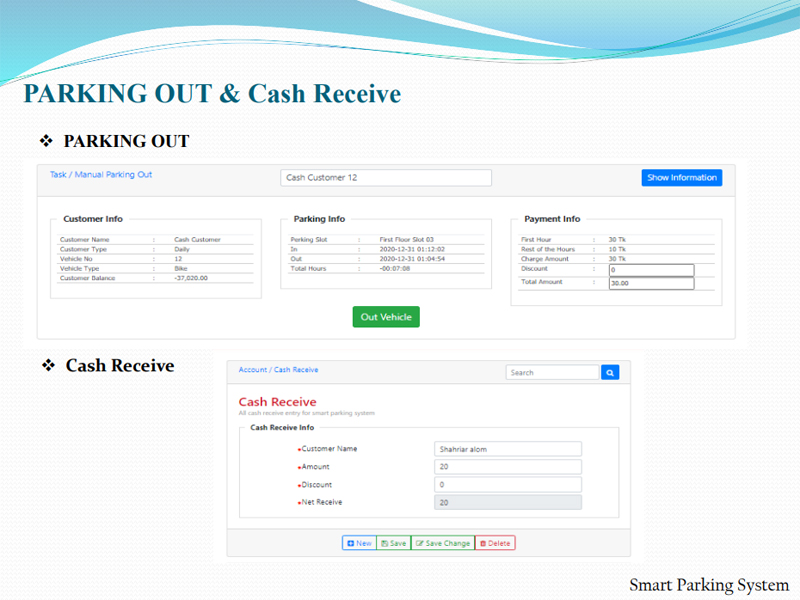 PARKING OUT & Cash Receive
❖ PARKING OUT
Task / Manual Parking Out
Cash Customer 12
Show Information
Customer Info
Customer Name : Cash Customer
Customer Type : Daily
Vehicle No : 12
Vehicle Type : Bike
Customer Balance : -37,020.00
Parking Info
Parking Slot : First Floor Slot 03
In : 2020-12-31 01:12:02
Out : 2020-12-31 01:04:54
Total Hours : -00:07:08
Payment Info
First Hour : 30 Tk
Rest of the Hours : 10 Tk
Charge Amount : 30 Tk
Discount : 0
Total Amount : 30.00
Out Vehicle
❖ Cash Receive
Account / Cash Receive
Search
Cash Receive
All cash receive entry for smart parking system
Cash Receive Info
Customer Name Shahriar alom
Amount 20
Discount 0
Net Receive 20
New Save Save Change Delete
Smart Parking System